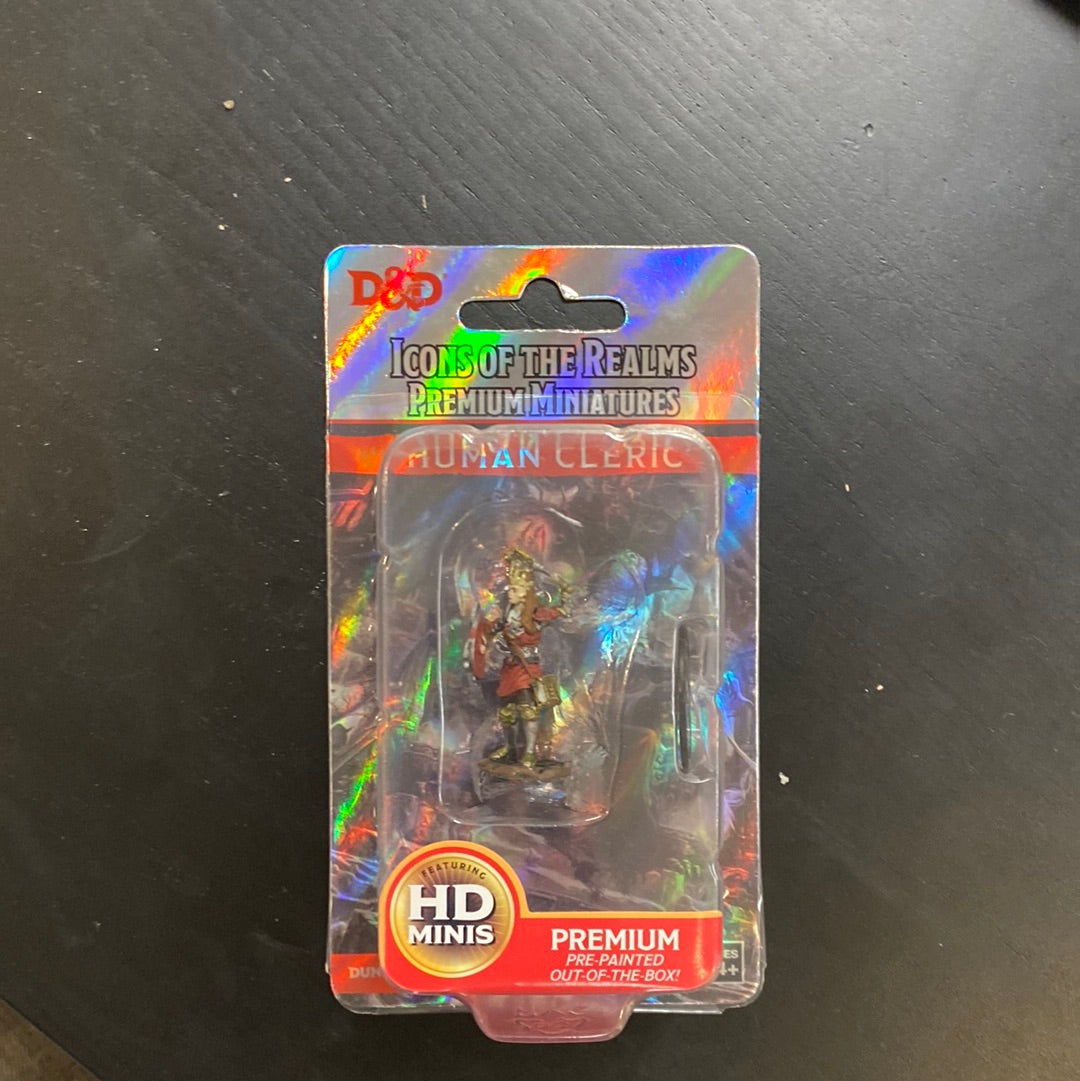 D&D
ICONS OF THE REALMS
PREMIUM MINIATURES
HUMAN CLERIC
FEATURING
HD
MINIS
PREMIUM
PRE-PAINTED
OUT-OF-THE-BOX!